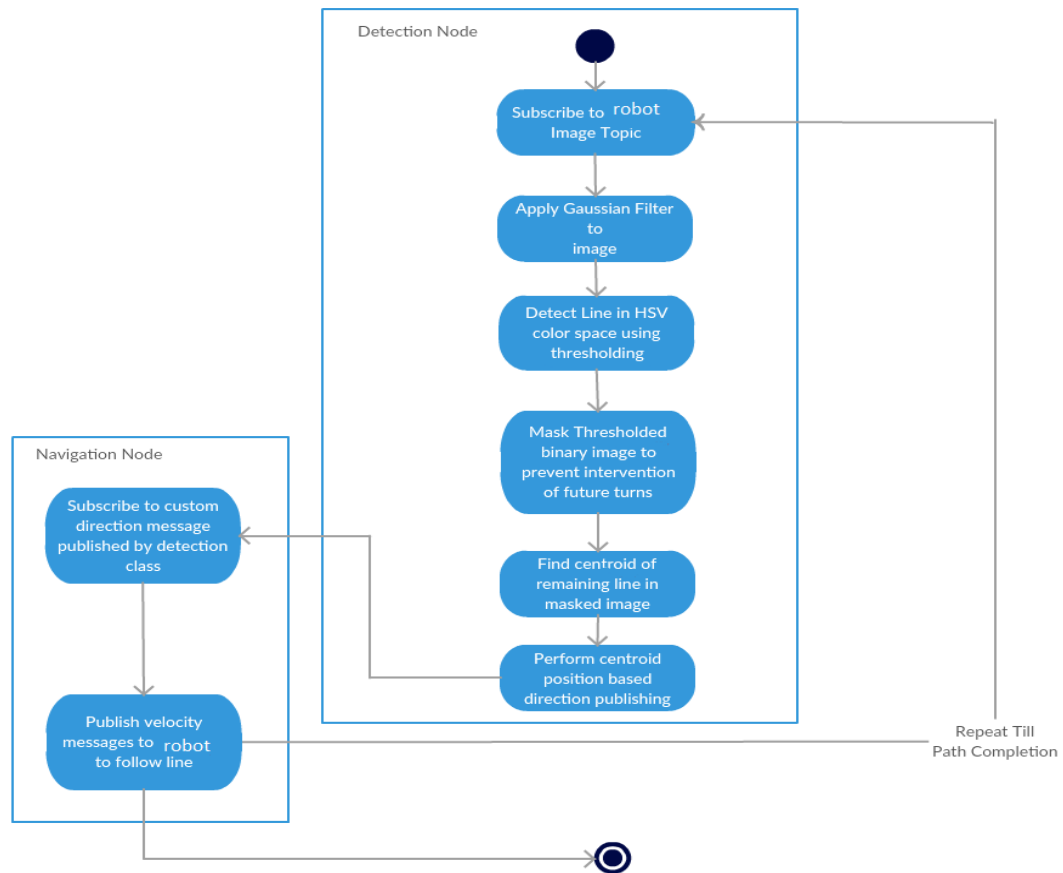 Detection Node
Subscribe to robot
Image Topic
Apply Gaussian Filter
to
image
Detect Line in HSV
color space using
thresholding
Mask Thresholded
binary image to
prevent intervention
of future turns
Find centroid of
remaining line in
masked image
Perform centroid
position based
direction publishing
Navigation Node
Subscribe to custom
direction message
published by detection
class
Publish velocity
messages to robot
to follow line
Repeat Till
Path Completion